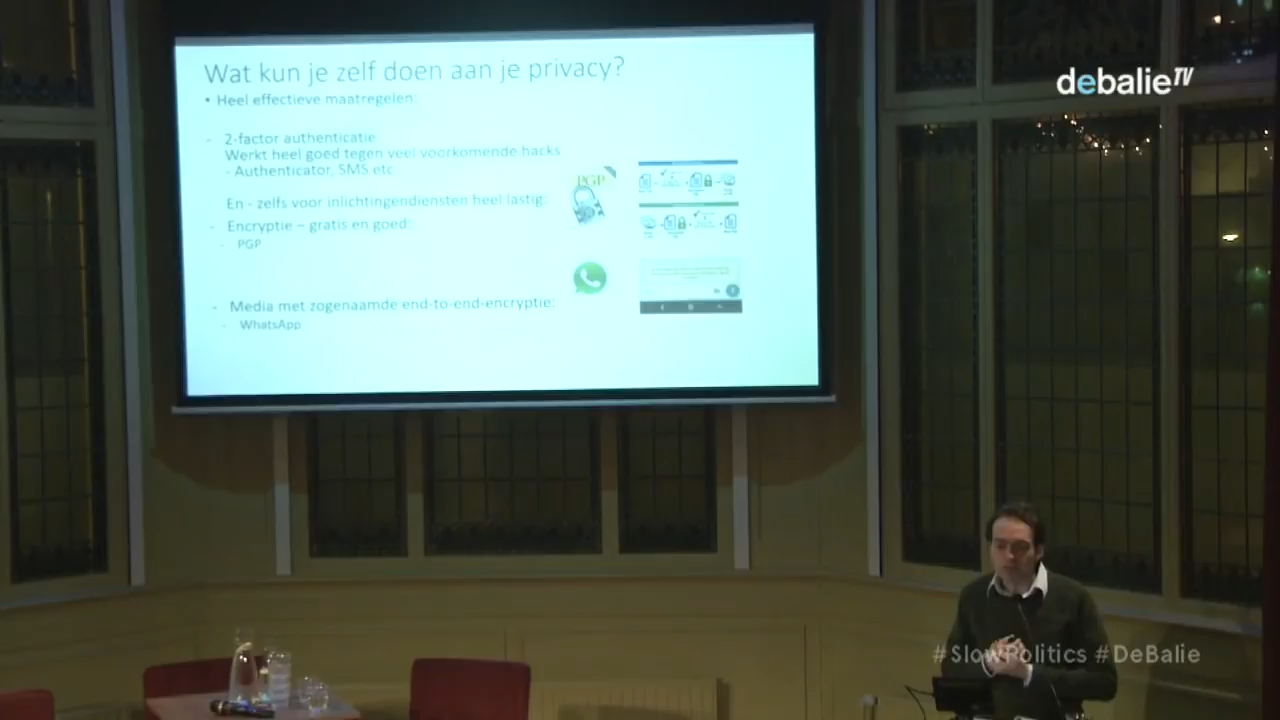 Wat kun je zelf doen aan je privacy?
• Heel effectieve maatregelen:
- 2-factor authenticatie
Werkt heel goed tegen veel voorkomende hacks
- Authenticator, SMS etc
En - zelfs voor inlichtingendiensten heel lastig:
- Encryptie – gratis en goed:
- PGP
- Media met zogenaamde end-to-end-encryptie:
- WhatsApp
PGP
debalieTV
#SlowPolitics #DeBalie